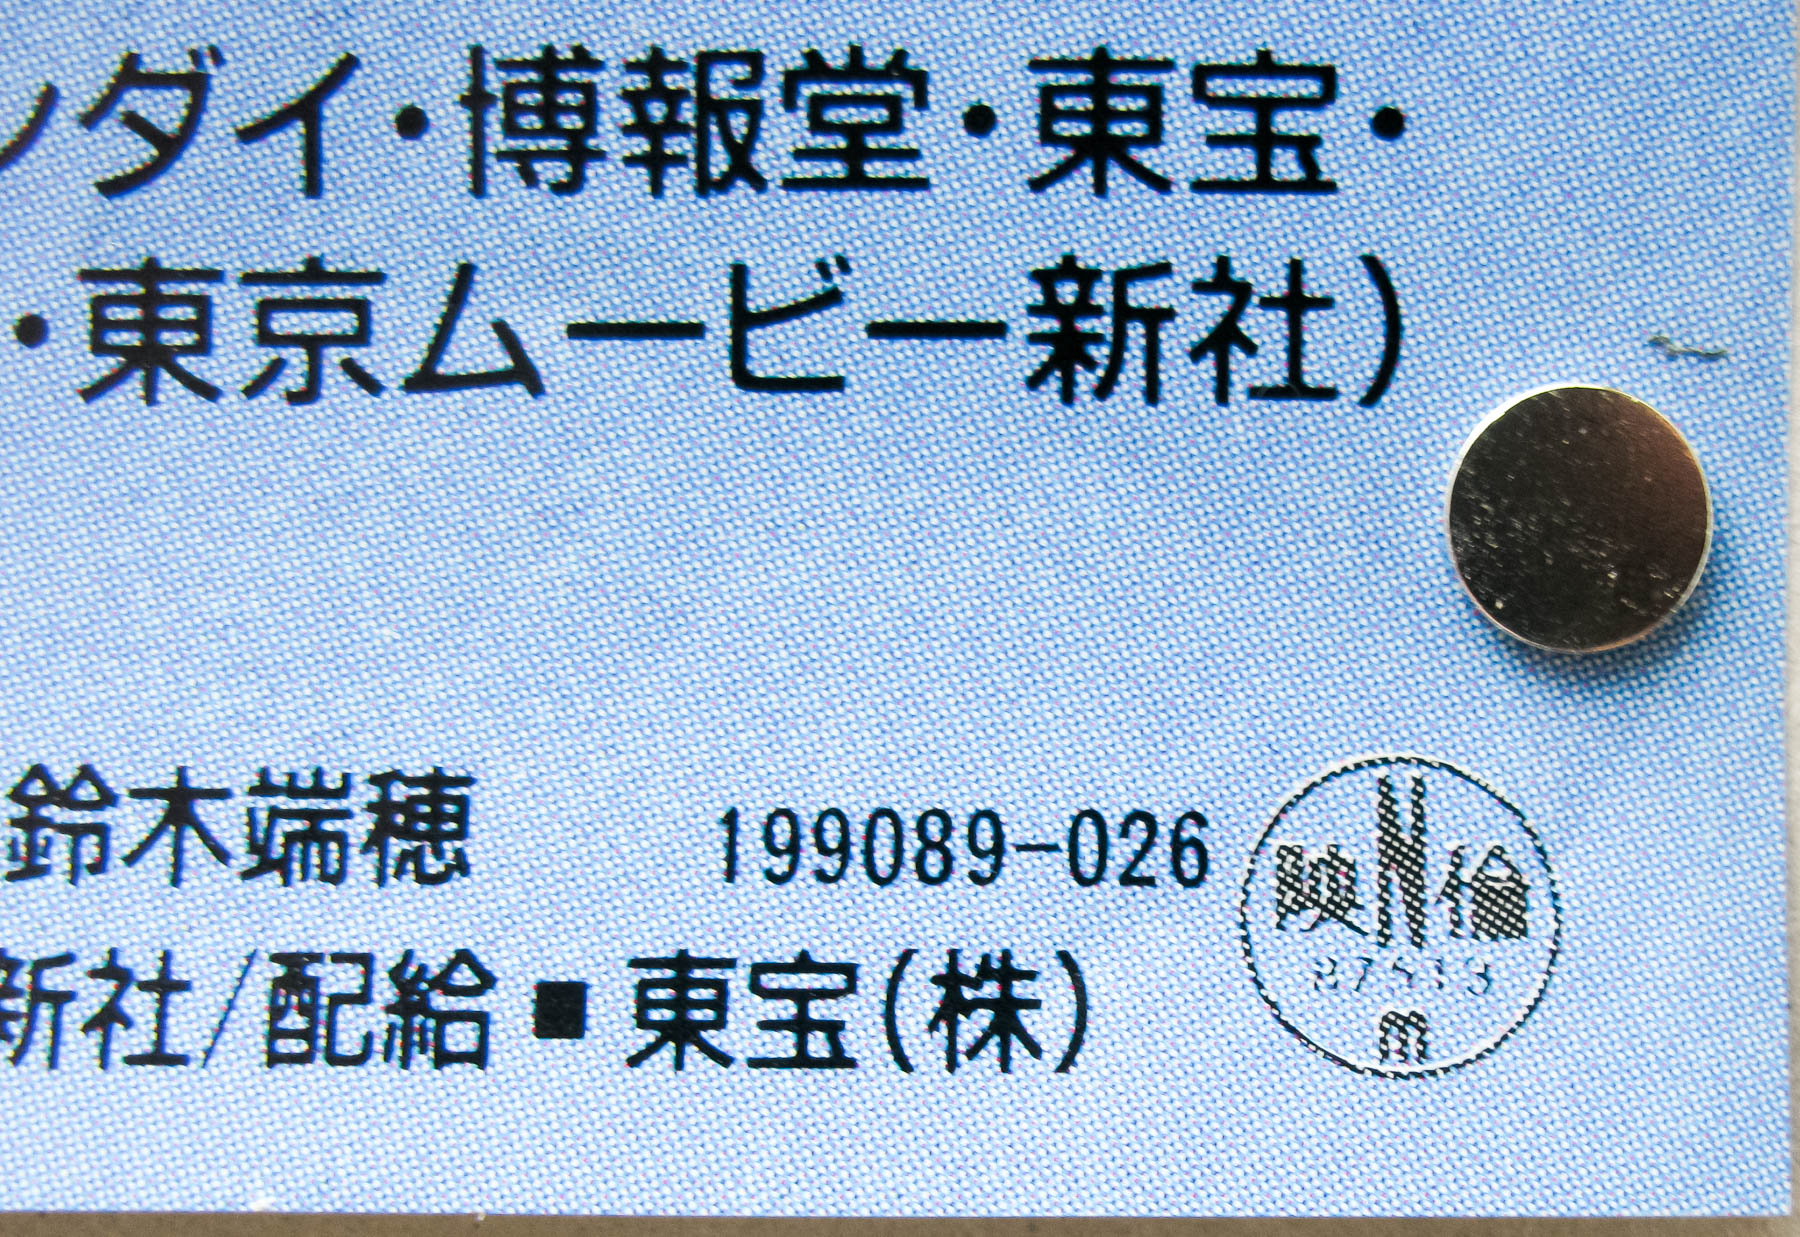 ンダイ・博報堂・東宝・
・東京ムービー新社)
鈴木端穂 199089-026
映倫
新社/配給■東宝(株)